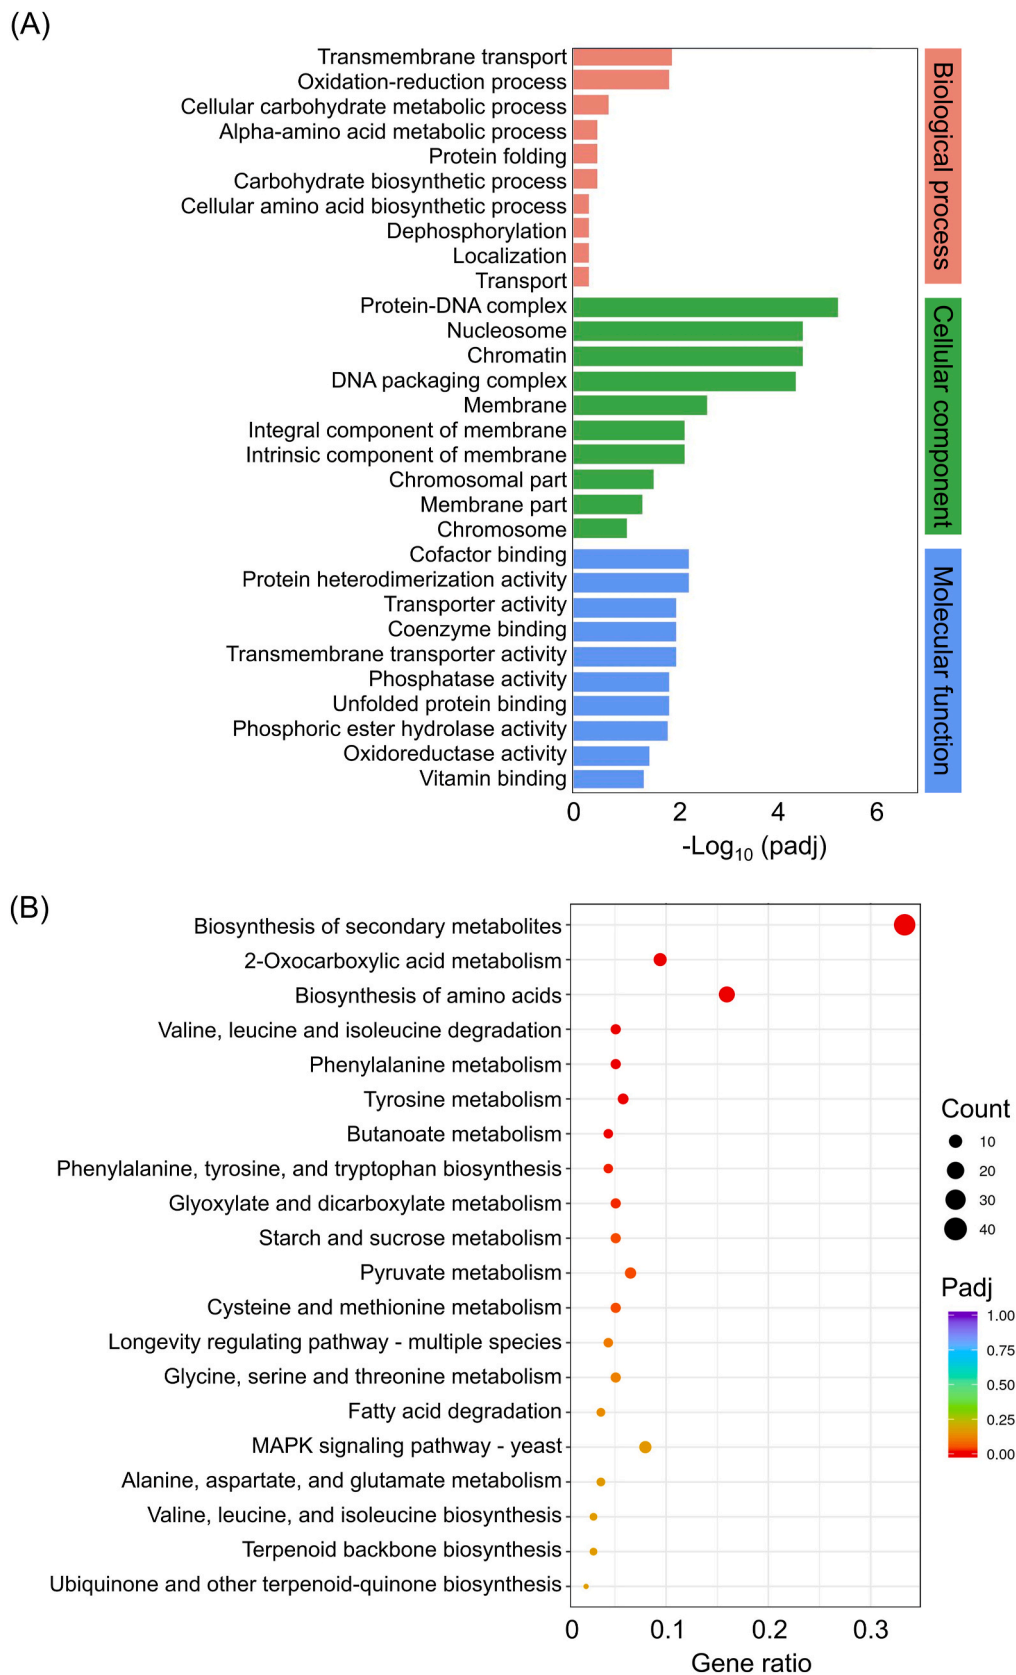 (A)
Transmembrane transport
Oxidation-reduction process
Cellular carbohydrate metabolic process
Alpha-amino acid metabolic process
Protein folding
Carbohydrate biosynthetic process
Cellular amino acid biosynthetic process
Dephosphorylation
Localization
Transport
Biological process
Protein-DNA complex
Nucleosome
Chromatin
DNA packaging complex
Membrane
Integral component of membrane
Intrinsic component of membrane
Chromosomal part
Membrane part
Chromosome
Cellular component
Cofactor binding
Protein heterodimerization activity
Transporter activity
Coenzyme binding
Transmembrane transporter activity
Phosphatase activity
Unfolded protein binding
Phosphoric ester hydrolase activity
Oxidoreductase activity
Vitamin binding
Molecular function
0 2 4 6
-Log10 (padj)
(B)
Biosynthesis of secondary metabolites
2-Oxocarboxylic acid metabolism
Biosynthesis of amino acids
Valine, leucine and isoleucine degradation
Phenylalanine metabolism
Tyrosine metabolism
Butanoate metabolism
Phenylalanine, tyrosine, and tryptophan biosynthesis
Glyoxylate and dicarboxylate metabolism
Starch and sucrose metabolism
Pyruvate metabolism
Cysteine and methionine metabolism
Longevity regulating pathway - multiple species
Glycine, serine and threonine metabolism
Fatty acid degradation
MAPK signaling pathway - yeast
Alanine, aspartate, and glutamate metabolism
Valine, leucine, and isoleucine biosynthesis
Terpenoid backbone biosynthesis
Ubiquinone and other terpenoid-quinone biosynthesis
0 0.1 0.2 0.3
Gene ratio
Count
10
20
30
40
Padj
1.00
0.75
0.50
0.25
0.00